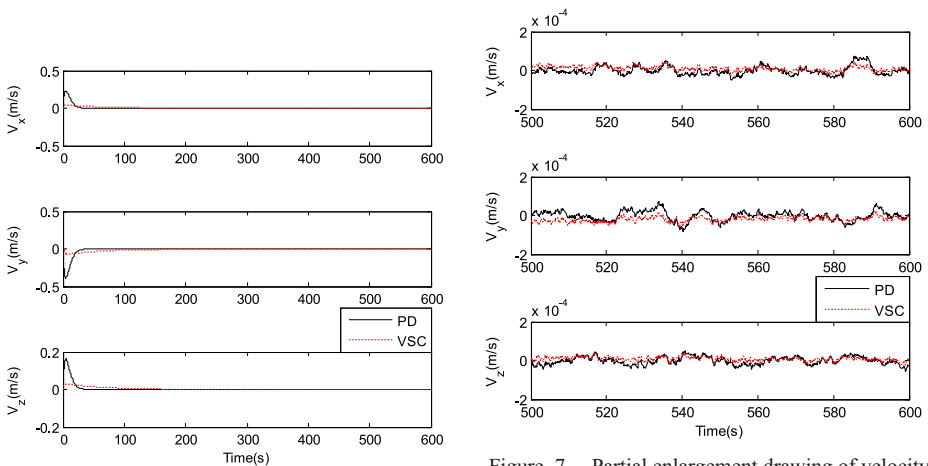 0.5
0
-0.5
V_x(m/s)
0 100 200 300 400 500 600
0.5
0
-0.5
V_y(m/s)
0 100 200 300 400 500 600
PD
VSC
0.2
0
-0.2
V_z(m/s)
0 100 200 300 400 500 600
Time(s)
x 10^-4
2
0
-2
V_x(m/s)
500 520 540 560 580 600
x 10^-4
2
0
-2
V_y(m/s)
500 520 540 560 580 600
PD
VSC
x 10^-4
2
0
-2
V_z(m/s)
500 520 540 560 580 600
Time(s)
Figure 7. Partial enlargement drawing of velocity